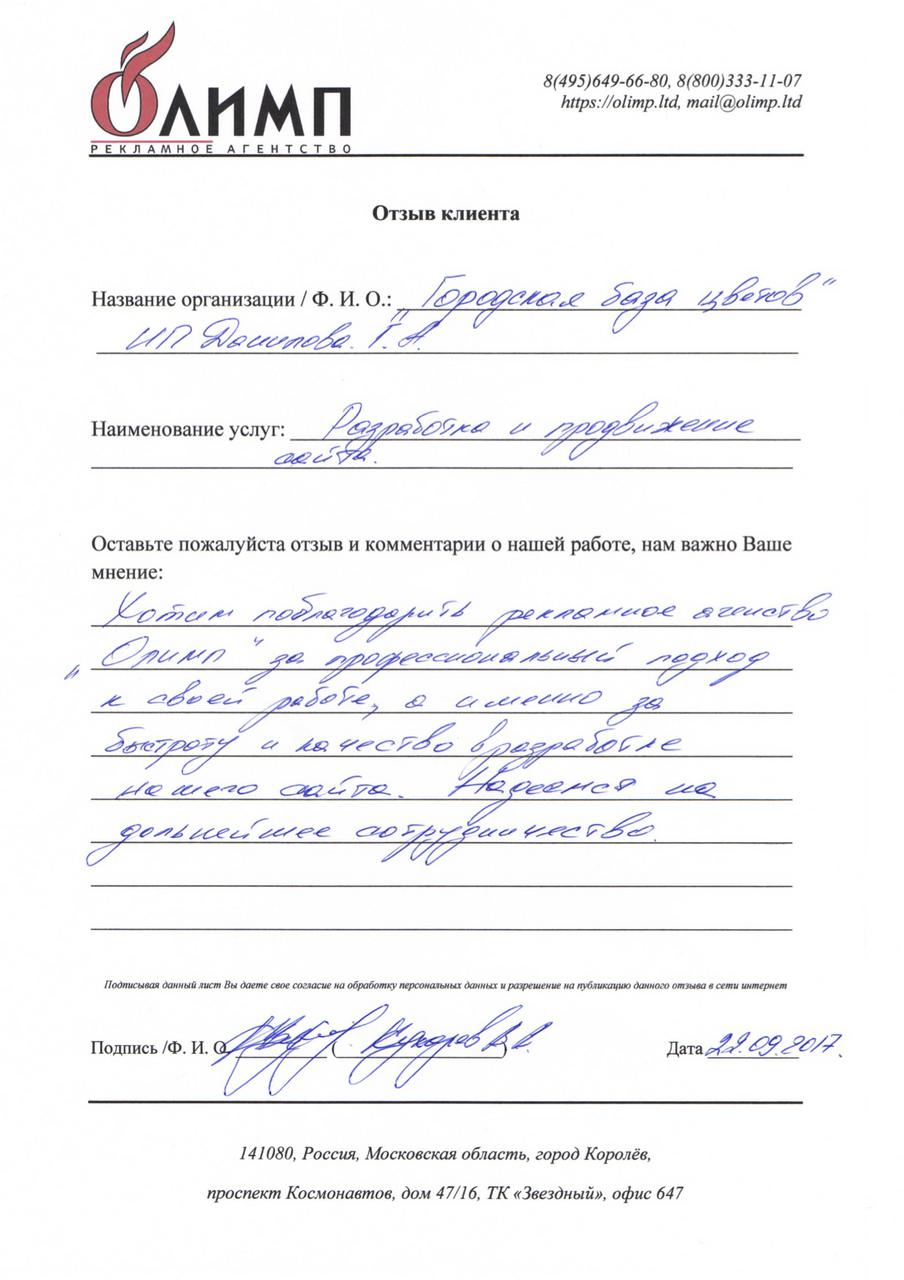 ОЛИМП
РЕКЛАМНОЕ АГЕНТСТВО
8(495)649-66-80, 8(800)333-11-07
https://olimp.ltd, mail@olimp.ltd
Отзыв клиента
Название организации / Ф. И. О.: „Городская база цветов“
ИП Данилова. Г. А.
Наименование услуг: Разработка и продвижение
сайта.
Оставьте пожалуйста отзыв и комментарии о нашей работе, нам важно Ваше
мнение:
Хотим поблагодарить рекламное агенство
„Олимп“ за профессиональный подход
к своей работе, а именно за
быстроту и качество в разработке
нашего сайта. Надеемся на
дальнейшее сотрудничество.
Подписывая данный лист Вы даете свое согласие на обработку персональных данных и разрешение на публикацию данного отзыва в сети интернет
Подпись /Ф. И. О. ( В. )
Дата 22.09.2017.
141080, Россия, Московская область, город Королёв,
проспект Космонавтов, дом 47/16, ТК «Звездный», офис 647